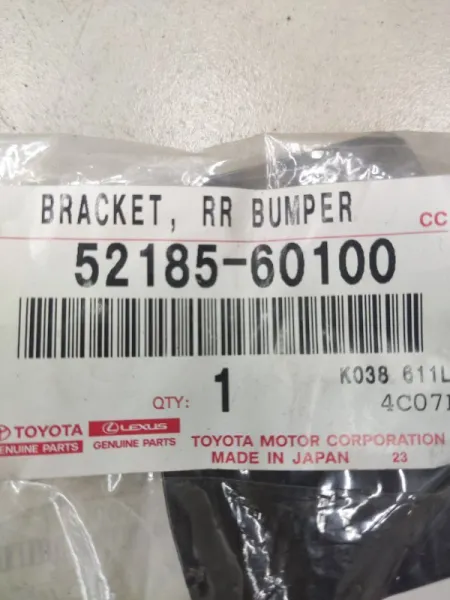 BRACKET, RR BUMPER
CC
52185-60100
QTY: 1
K038 611L
4C07
TOYOTA
GENUINE PARTS
LEXUS
GENUINE PARTS
TOYOTA MOTOR CORPORATION
MADE IN JAPAN 23